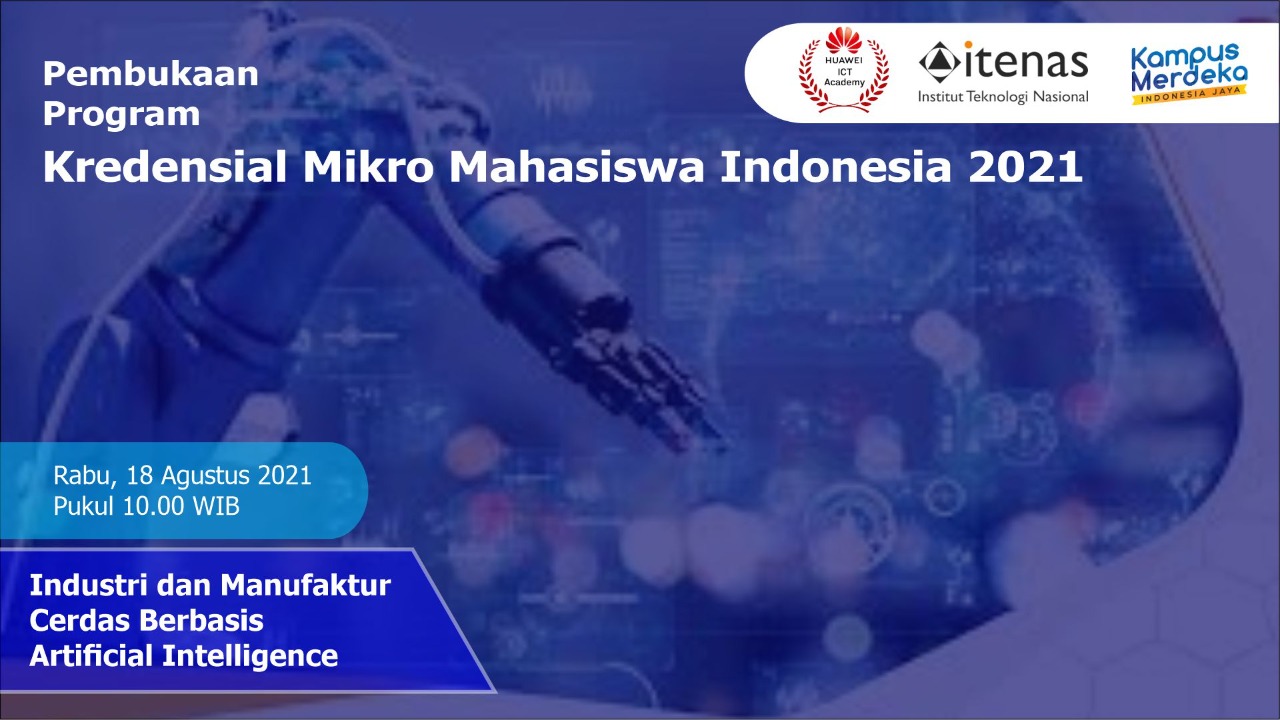 Pembukaan
Program
Kredensial Mikro Mahasiswa Indonesia 2021
HUAWEI
ICT
Academy
itenas
Institut Teknologi Nasional
Kampus
Merdeka
INDONESIA JAYA
Rabu, 18 Agustus 2021
Pukul 10.00 WIB
Industri dan Manufaktur
Cerdas Berbasis
Artificial Intelligence